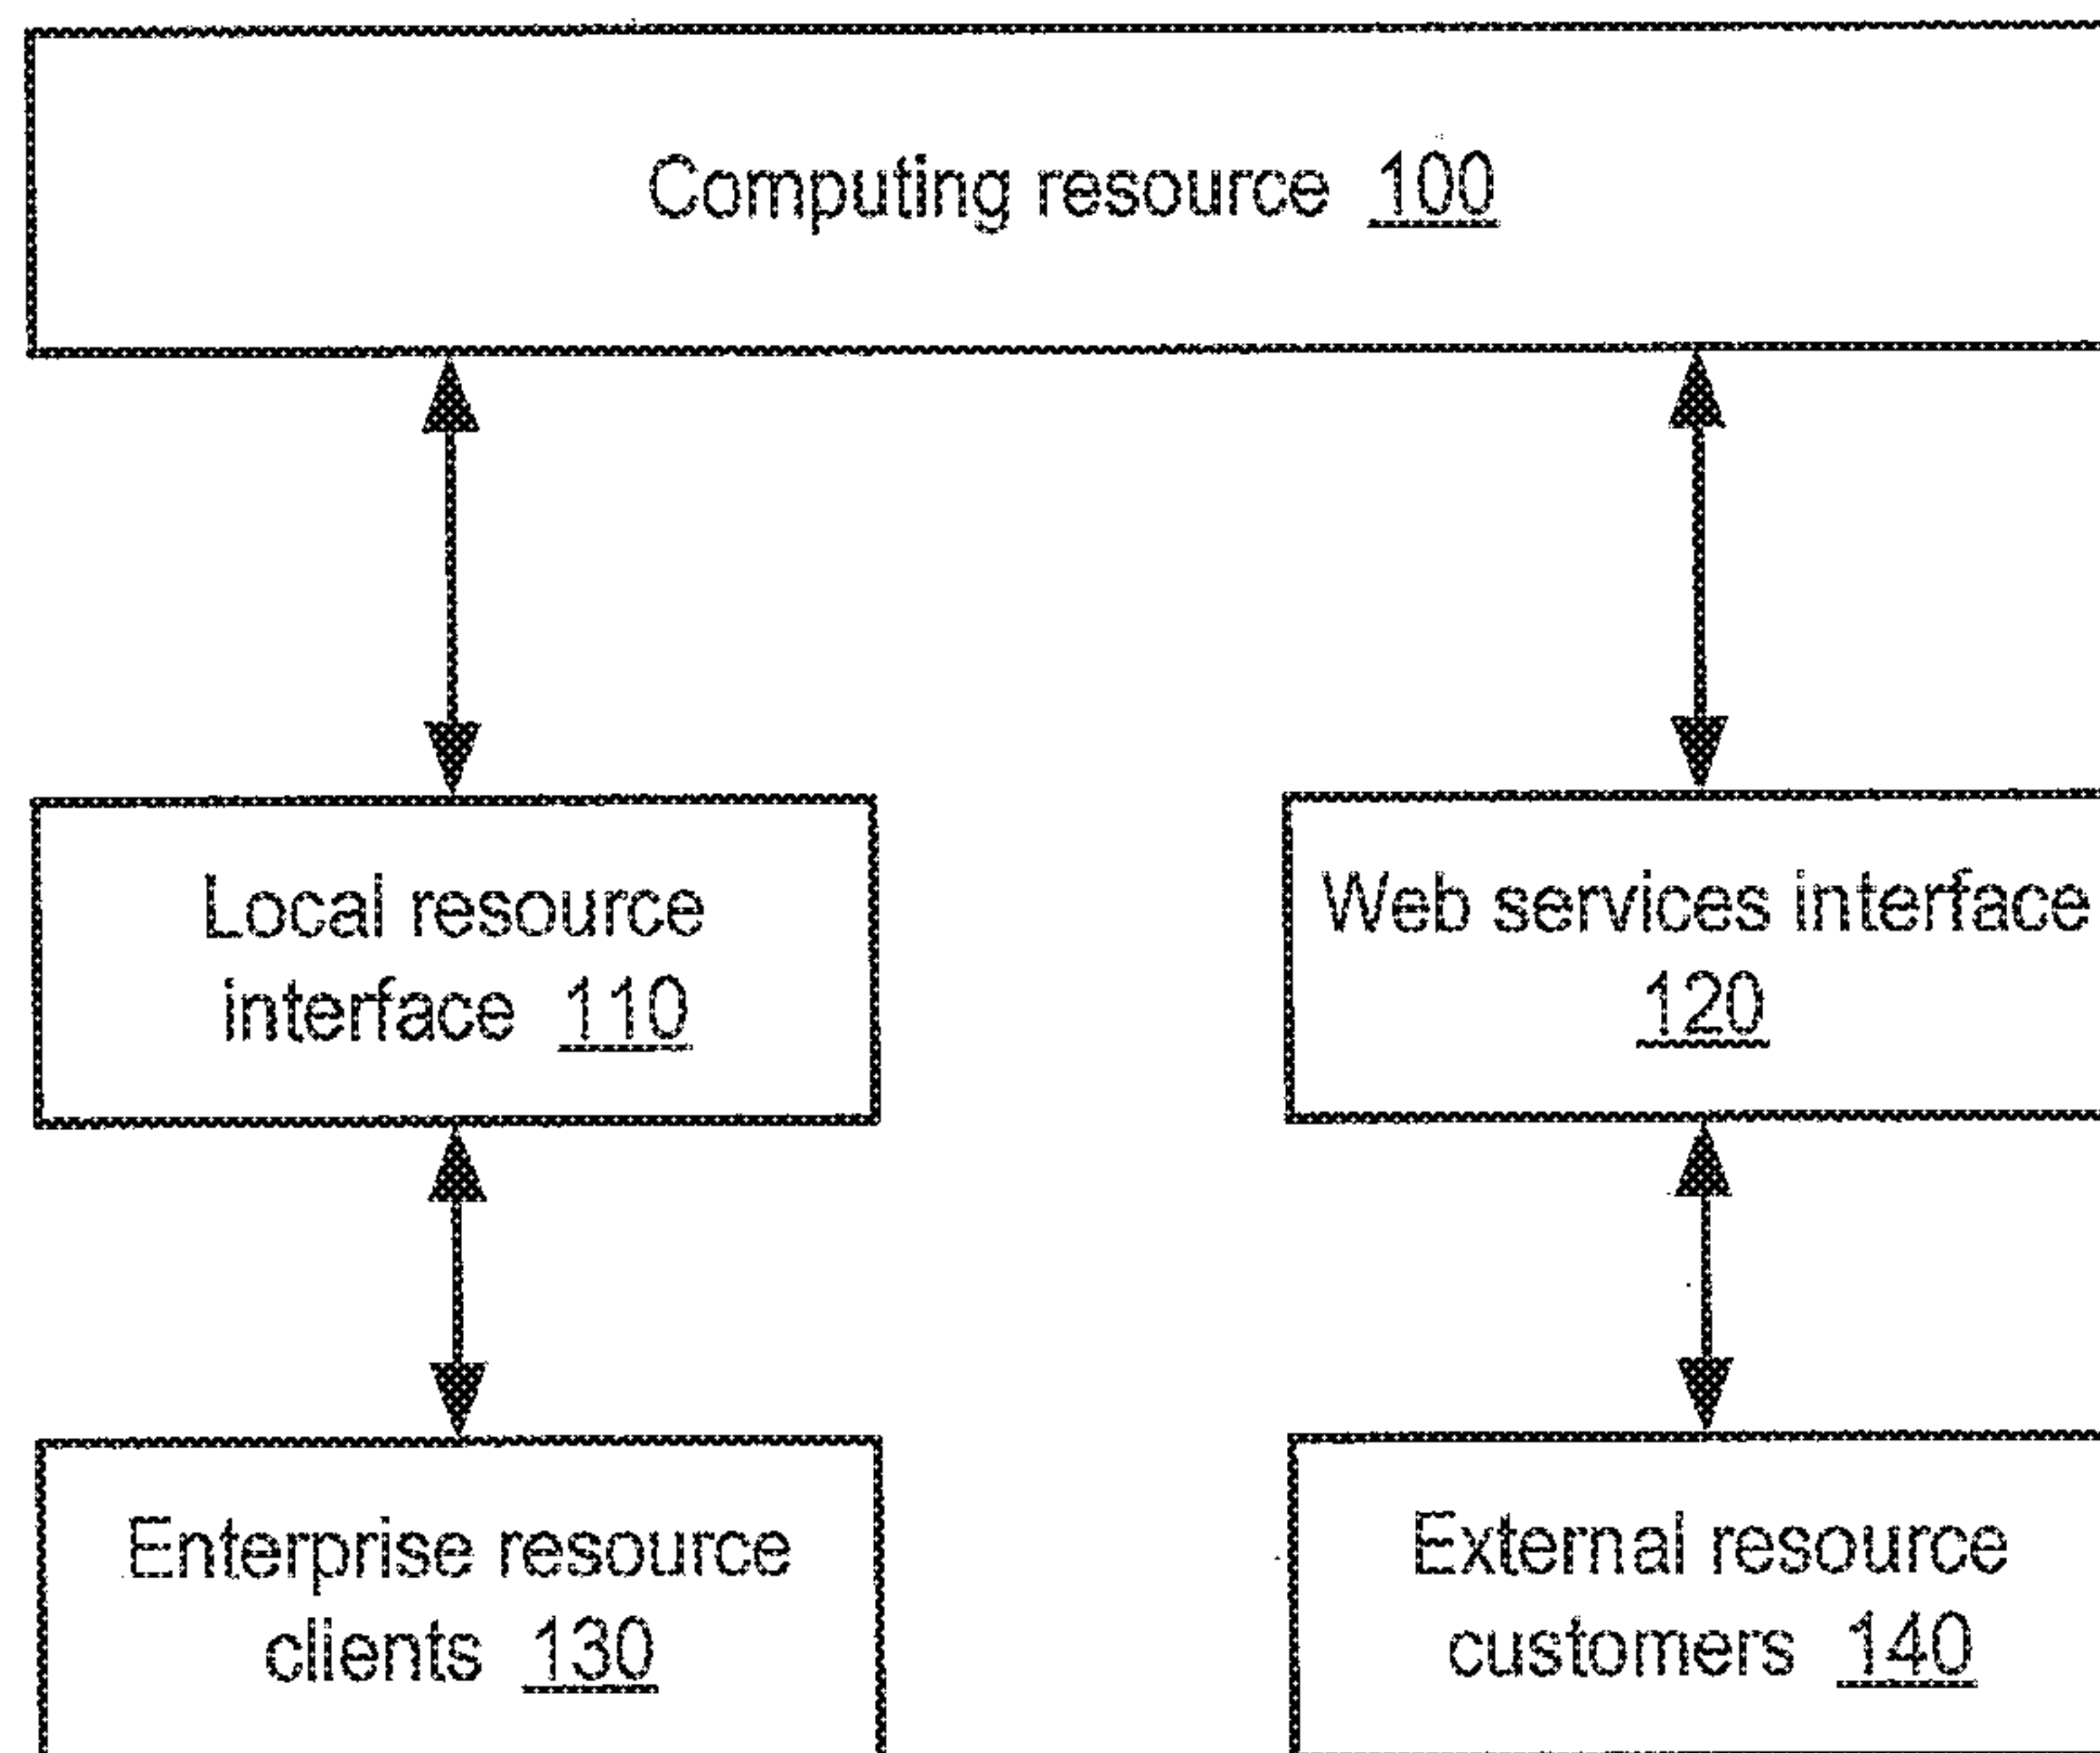 Computing resource 100
Local resource
interface 110
Web services interface
120
Enterprise resource
clients 130
External resource
customers 140